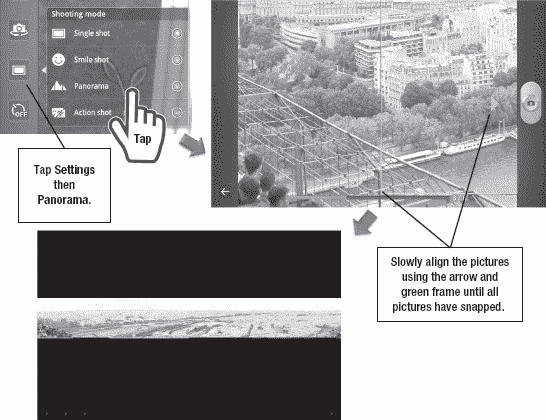 Shooting mode
Single shot
Smile shot
Panorama
Action shot
OFF
Tap
Tap Settings
then
Panorama.
Slowly align the pictures
using the arrow and
green frame until all
pictures have snapped.